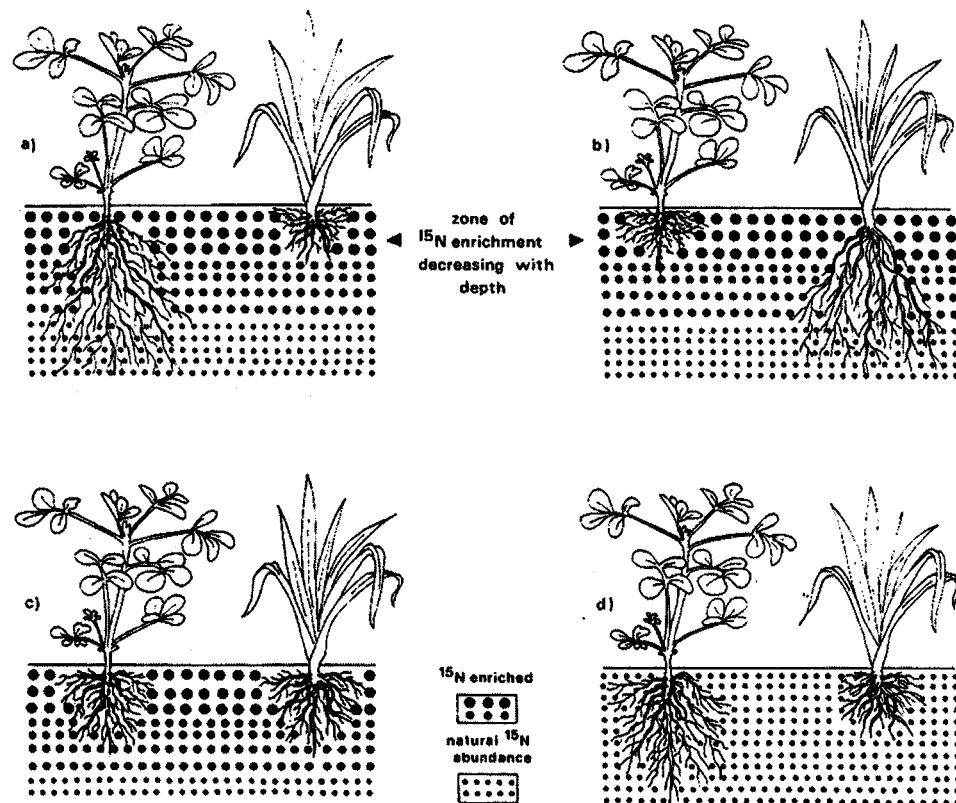 a)
b)
zone of
¹⁵N enrichment
decreasing with
depth
c)
d)
¹⁵N enriched
natural ¹⁵N
abundance